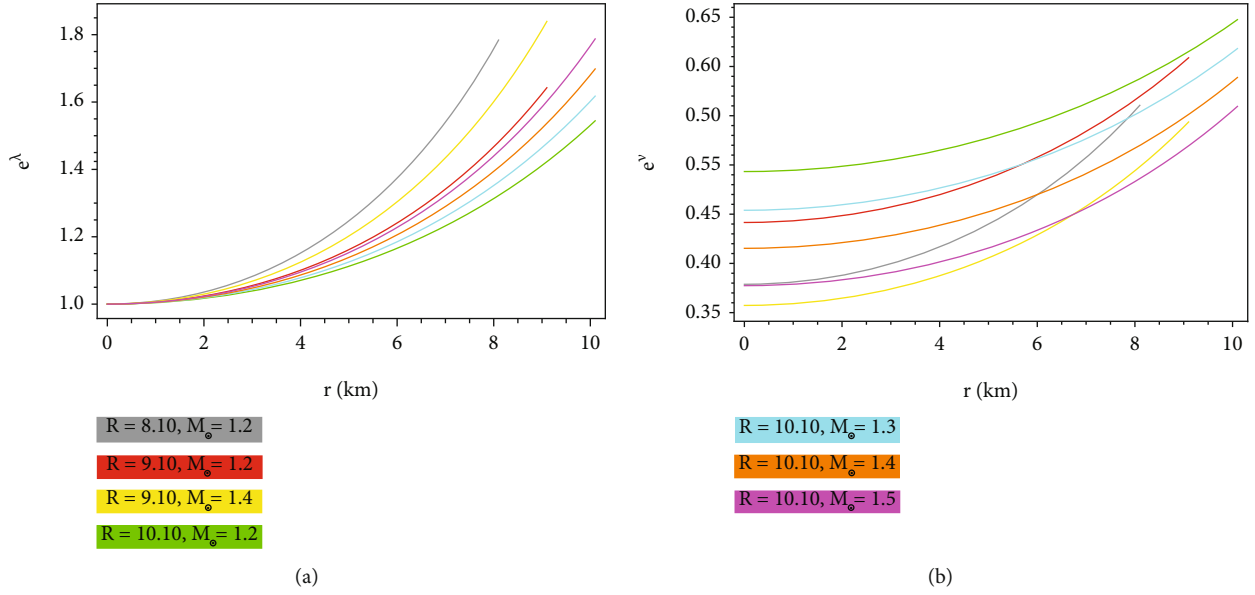 1.8
1.6
1.4
1.2
1.0
e^λ
0 2 4 6 8 10
r (km)
0.65
0.60
0.50
0.55
0.45
0.40
0.35
e^ν
0 2 4 6 8 10
r (km)
R = 8.10, M☉= 1.2
R = 9.10, M☉= 1.2
R = 9.10, M☉= 1.4
R = 10.10, M☉= 1.2
(a)
R = 10.10, M☉= 1.3
R = 10.10, M☉= 1.4
R = 10.10, M☉= 1.5
(b)